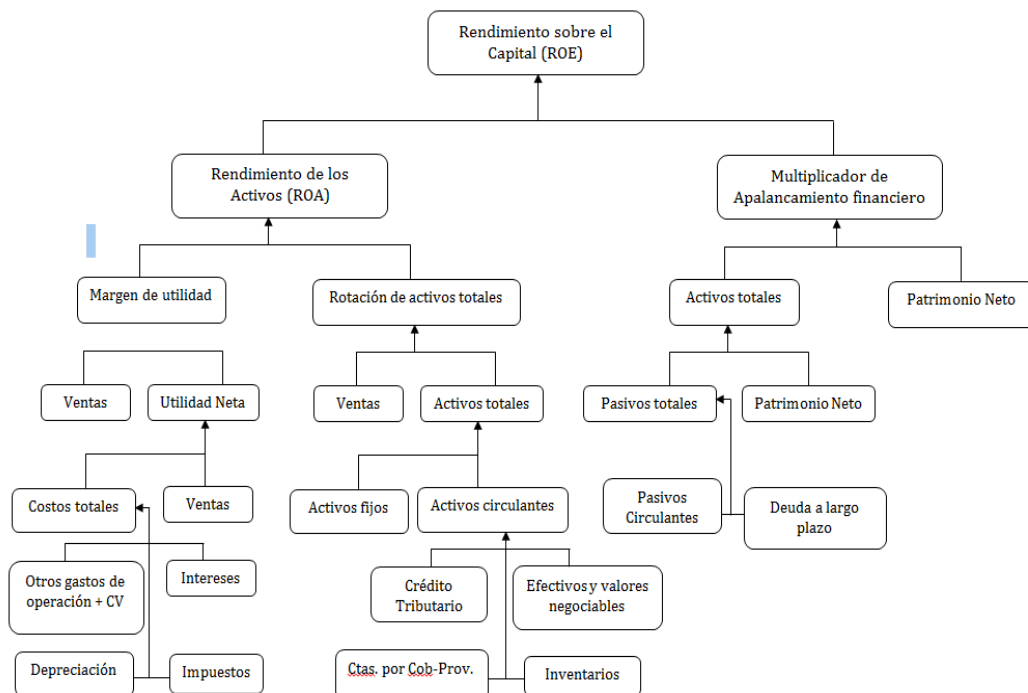 Rendimiento sobre el
Capital (ROE)
Rendimiento de los
Activos (ROA)
Multiplicador de
Apalancamiento financiero
Margen de utilidad
Rotación de activos totales
Activos totales
Patrimonio Neto
Ventas
Utilidad Neta
Ventas
Activos totales
Pasivos totales
Patrimonio Neto
Costos totales
Ventas
Activos fijos
Activos circulantes
Pasivos
Circulantes
Deuda a largo
plazo
Otros gastos de
operación + CV
Intereses
Crédito
Tributario
Efectivos y valores
negociables
Depreciación
Impuestos
Ctas. por Cob-Prov.
Inventarios